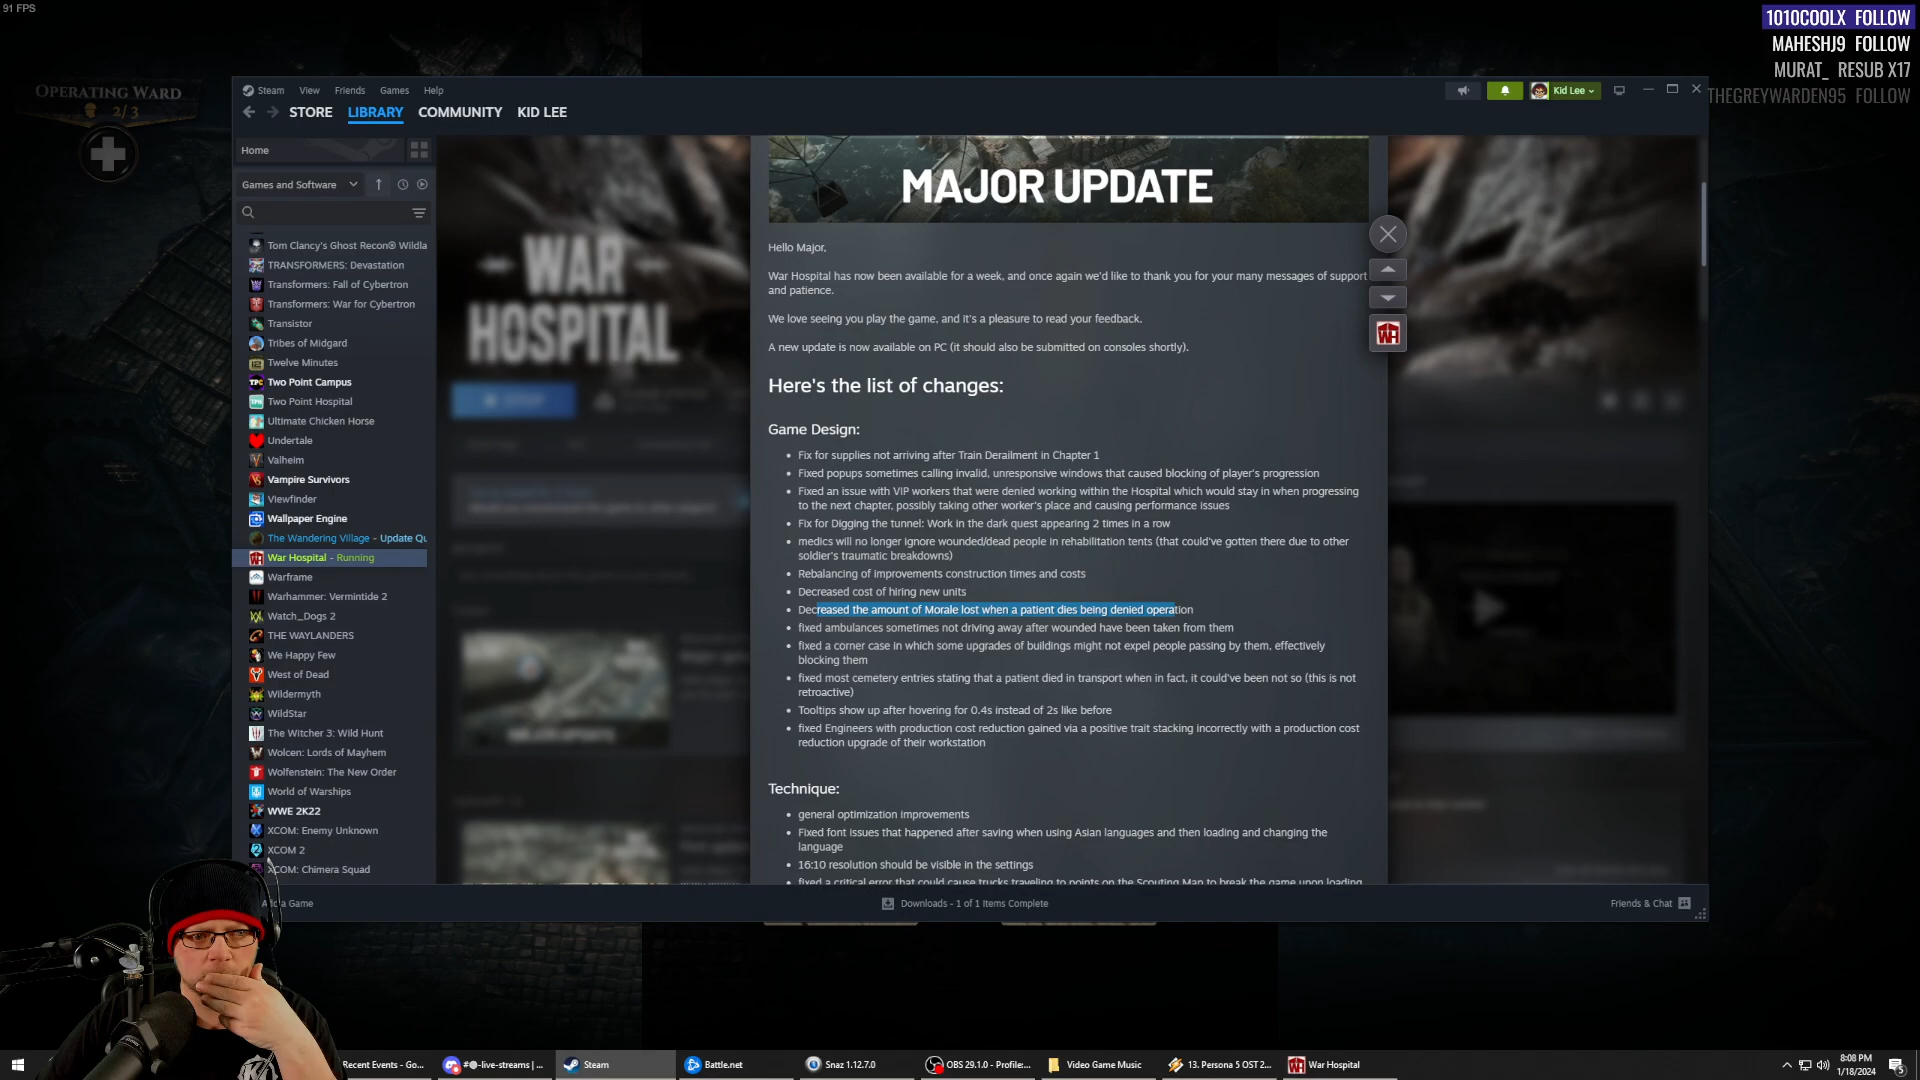 91 FPS
1010COOLX FOLLOW
MAHESHJ9 FOLLOW
MURAT_ RESUB X17
THEGREYWARDEN95 FOLLOW
OPERATING WARD
2/3
Steam View Friends Games Help
Kid Lee
STORE LIBRARY COMMUNITY KID LEE
Home
Games and Software
Tom Clancy's Ghost Recon® Wildla
TRANSFORMERS: Devastation
Transformers: Fall of Cybertron
Transformers: War for Cybertron
Transistor
Tribes of Midgard
Twelve Minutes
Two Point Campus
Two Point Hospital
Ultimate Chicken Horse
Undertale
Valheim
Vampire Survivors
Viewfinder
Wallpaper Engine
The Wandering Village - Update Qu
War Hospital - Running
Warframe
Warhammer: Vermintide 2
Watch_Dogs 2
THE WAYLANDERS
We Happy Few
West of Dead
Wildermyth
WildStar
The Witcher 3: Wild Hunt
Wolcen: Lords of Mayhem
Wolfenstein: The New Order
World of Warships
WWE 2K22
XCOM: Enemy Unknown
XCOM 2
XCOM: Chimera Squad
WAR
HOSPITAL
MAJOR UPDATE
Hello Major,
War Hospital has now been available for a week, and once again we'd like to thank you for your many messages of support
and patience.
We love seeing you play the game, and it's a pleasure to read your feedback.
A new update is now available on PC (it should also be submitted on consoles shortly).
Here's the list of changes:
Game Design:
• Fix for supplies not arriving after Train Derailment in Chapter 1
• Fixed popups sometimes calling invalid, unresponsive windows that caused blocking of player's progression
• Fixed an issue with VIP workers that were denied working within the Hospital which would stay in when progressing
to the next chapter, possibly taking other worker's place and causing performance issues
• Fix for Digging the tunnel: Work in the dark quest appearing 2 times in a row
• medics will no longer ignore wounded/dead people in rehabilitation tents (that could've gotten there due to other
soldier's traumatic breakdowns)
• Rebalancing of improvements construction times and costs
• Decreased cost of hiring new units
• Decreased the amount of Morale lost when a patient dies being denied operation
• fixed ambulances sometimes not driving away after wounded have been taken from them
• fixed a corner case in which some upgrades of buildings might not expel people passing by them, effectively
blocking them
• fixed most cemetery entries stating that a patient died in transport when in fact, it could've been not so (this is not
retroactive)
• Tooltips show up after hovering for 0.4s instead of 2s like before
• fixed Engineers with production cost reduction gained via a positive trait stacking incorrectly with a production cost
reduction upgrade of their workstation
Technique:
• general optimization improvements
• Fixed font issues that happened after saving when using Asian languages and then loading and changing the
language
• 16:10 resolution should be visible in the settings
• fixed a critical error that could cause trucks traveling to points on the Scouting Map to break the game upon loading
a Game
Downloads - 1 of 1 Items Complete
Friends & Chat
Recent Events - Go...
-live-streams | ...
Steam
Battle.net
Snaz 1.12.7.0
OBS 29.1.0 - Profile:...
Video Game Music
13. Persona 5 OST 2...
War Hospital
8:08 PM
1/18/2024
5